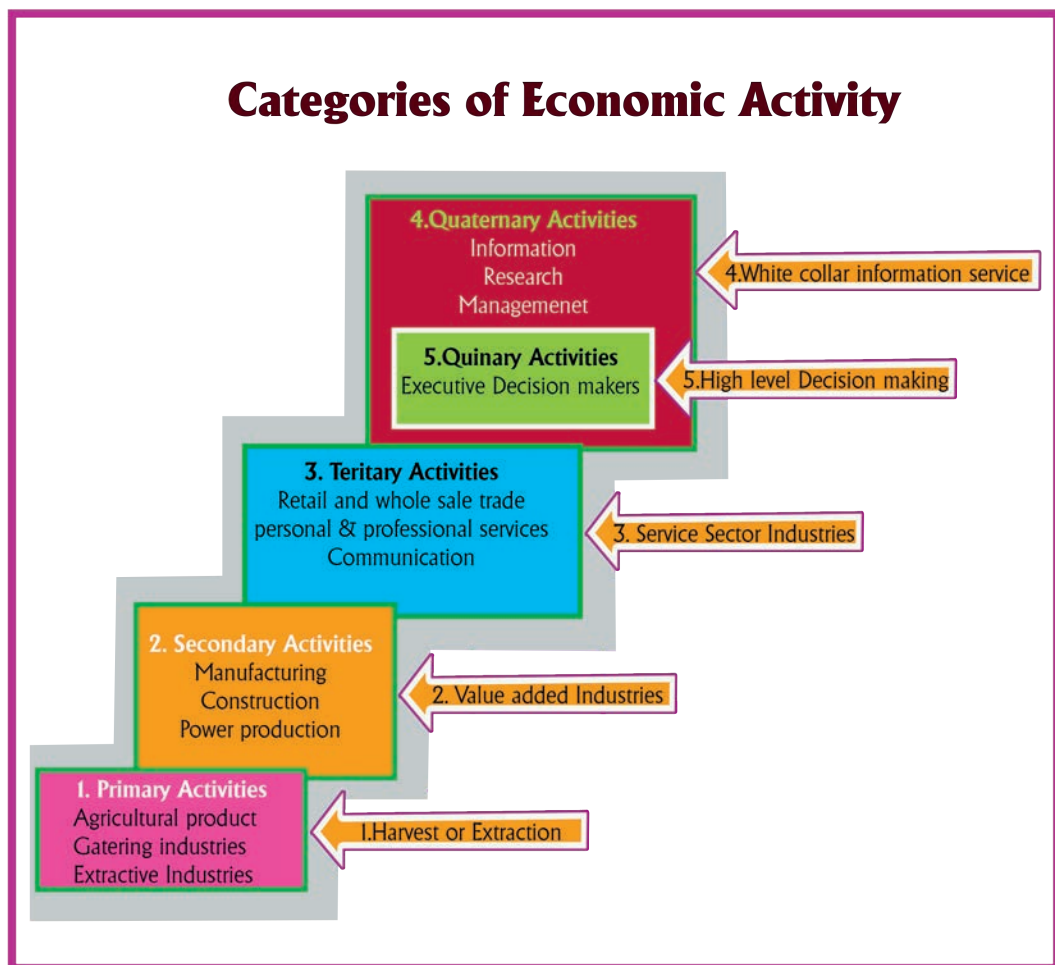 Categories of Economic Activity
4.Quaternary Activities
Information
Research
Managemenet
4.White collar information service
5.Quinary Activities
Executive Decision makers
5.High level Decision making
3. Teritary Activities
Retail and whole sale trade
personal & professional services
Communication
3. Service Sector Industries
2. Secondary Activities
Manufacturing
Construction
Power production
2. Value added Industries
1. Primary Activities
Agricultural product
Gatering industries
Extractive Industries
1.Harvest or Extraction